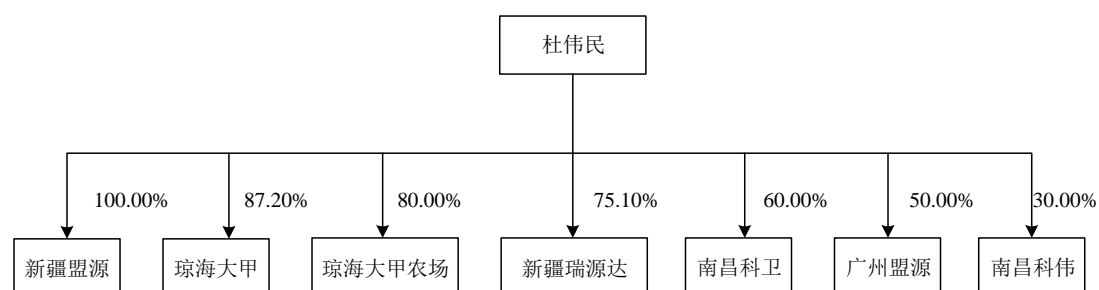 杜伟民
100.00%
87.20%
80.00%
75.10%
60.00%
50.00%
30.00%
新疆盟源
琼海大甲
琼海大甲农场
新疆瑞源达
南昌科卫
广州盟源
南昌科伟